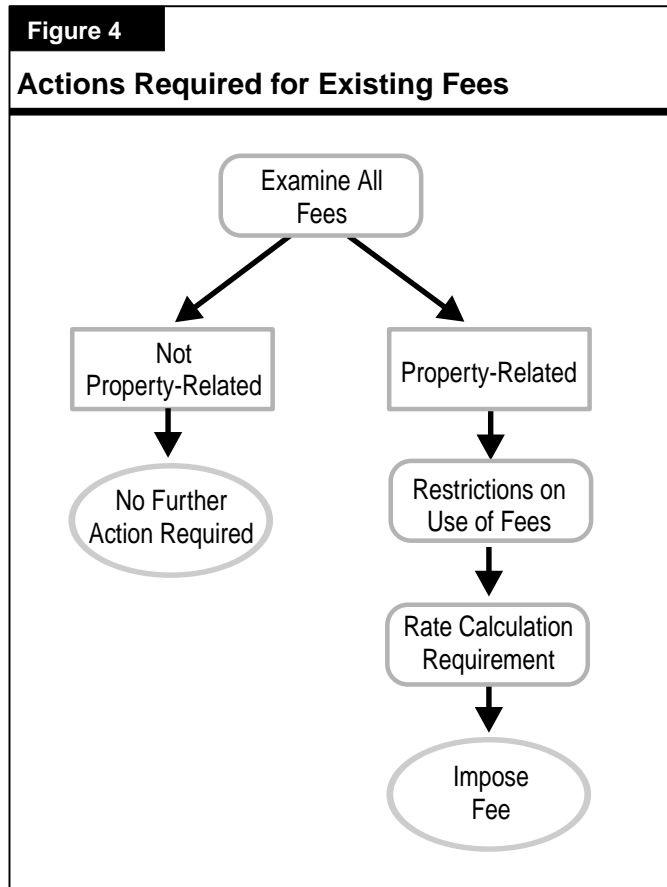 Figure 4
Actions Required for Existing Fees
Examine All
Fees
Not
Property-Related
Property-Related
No Further
Action Required
Restrictions on
Use of Fees
Rate Calculation
Requirement
Impose
Fee